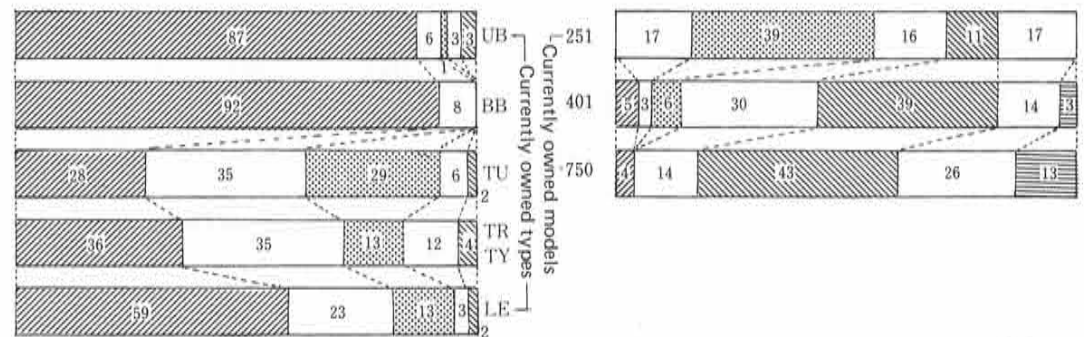 87 6 3 3 UB
92 8 BB
28 35 29 6 2 TU
36 35 13 12 4 TR TY
59 23 13 3 2 LE
Currently owned types
Currently owned models
251 17 39 16 11 17
401 5 3 6 30 39 14 3
750 4 14 43 26 13